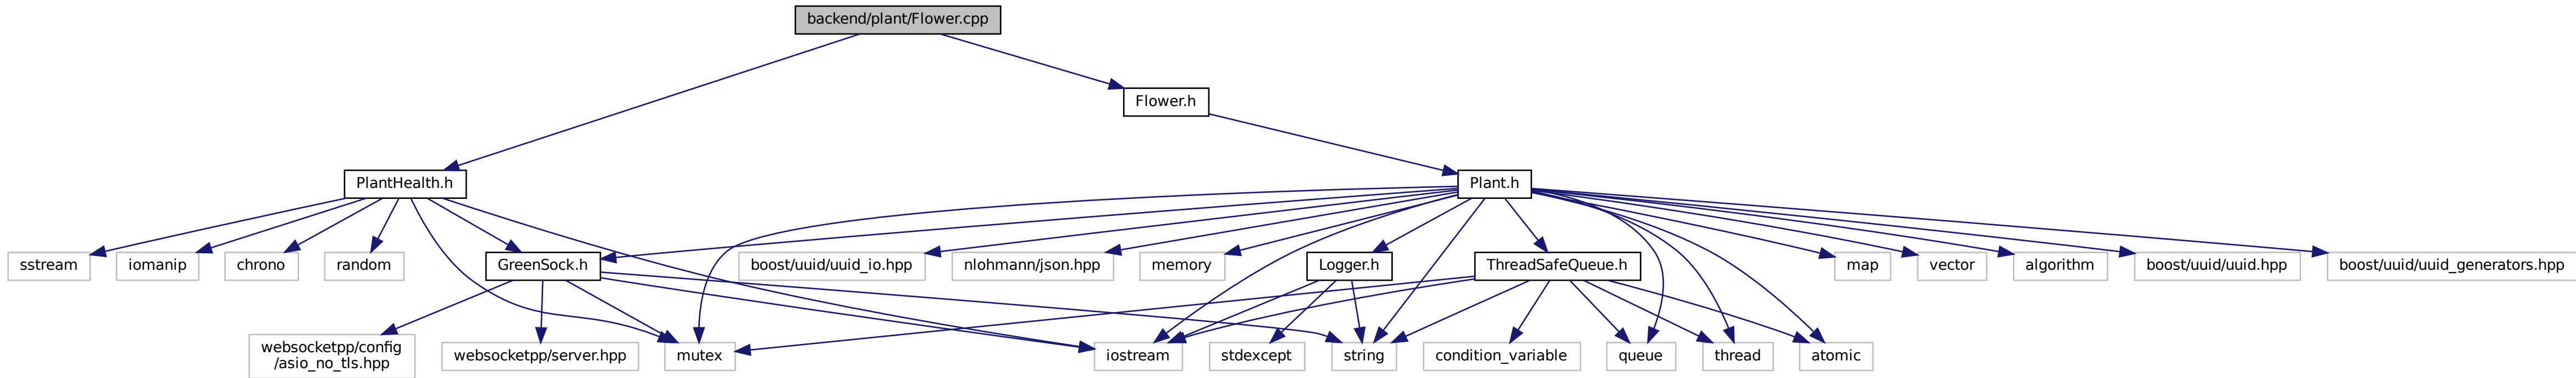 backend/plant/Flower.cpp
Flower.h
PlantHealth.h
Plant.h
sstream
iomanip
chrono
random
GreenSock.h
boost/uuid/uuid_io.hpp
nlohmann/json.hpp
memory
Logger.h
ThreadSafeQueue.h
map
vector
algorithm
boost/uuid/uuid.hpp
boost/uuid/uuid_generators.hpp
websocketpp/config
/asio_no_tls.hpp
websocketpp/server.hpp
mutex
iostream
stdexcept
string
condition_variable
queue
thread
atomic